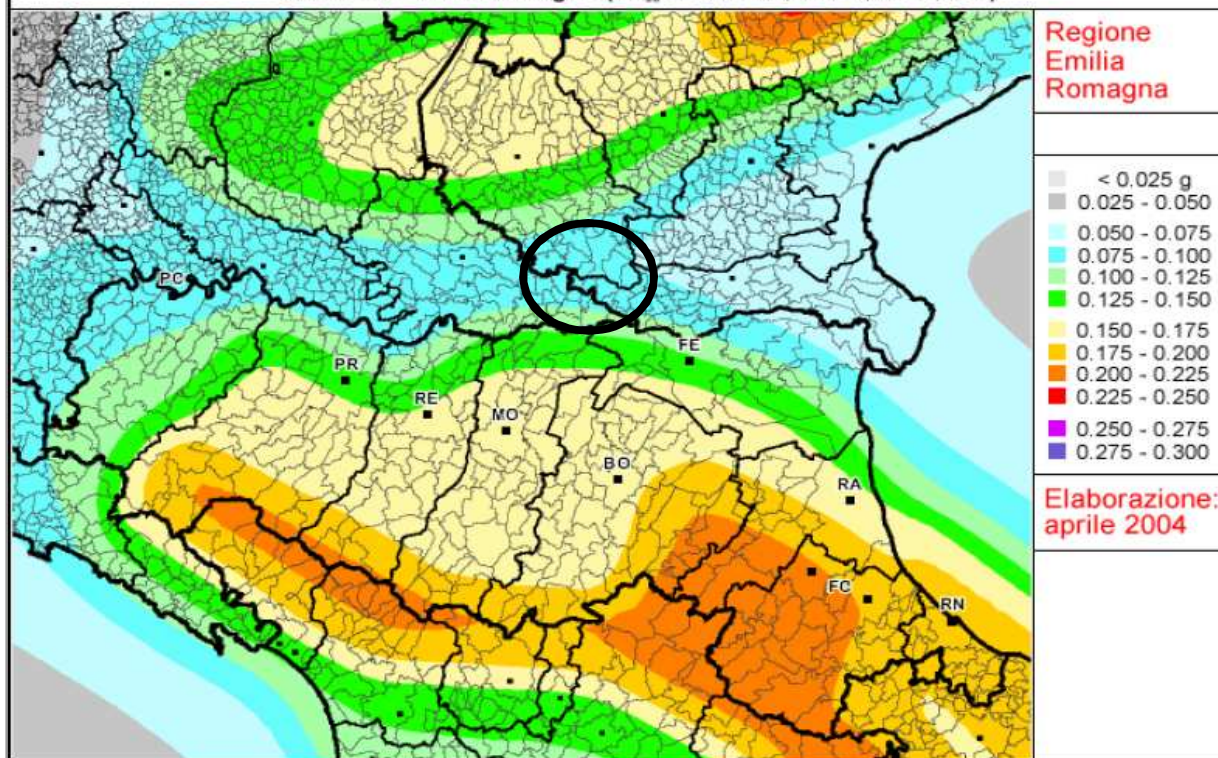 Regione
Emilia
Romagna
< 0.025 g
0.025 - 0.050
0.050 - 0.075
0.075 - 0.100
0.100 - 0.125
0.125 - 0.150
0.150 - 0.175
0.175 - 0.200
0.200 - 0.225
0.225 - 0.250
0.250 - 0.275
0.275 - 0.300
Elaborazione:
aprile 2004
PC
FE
PR
RE
MO
BO
RA
FC
RN